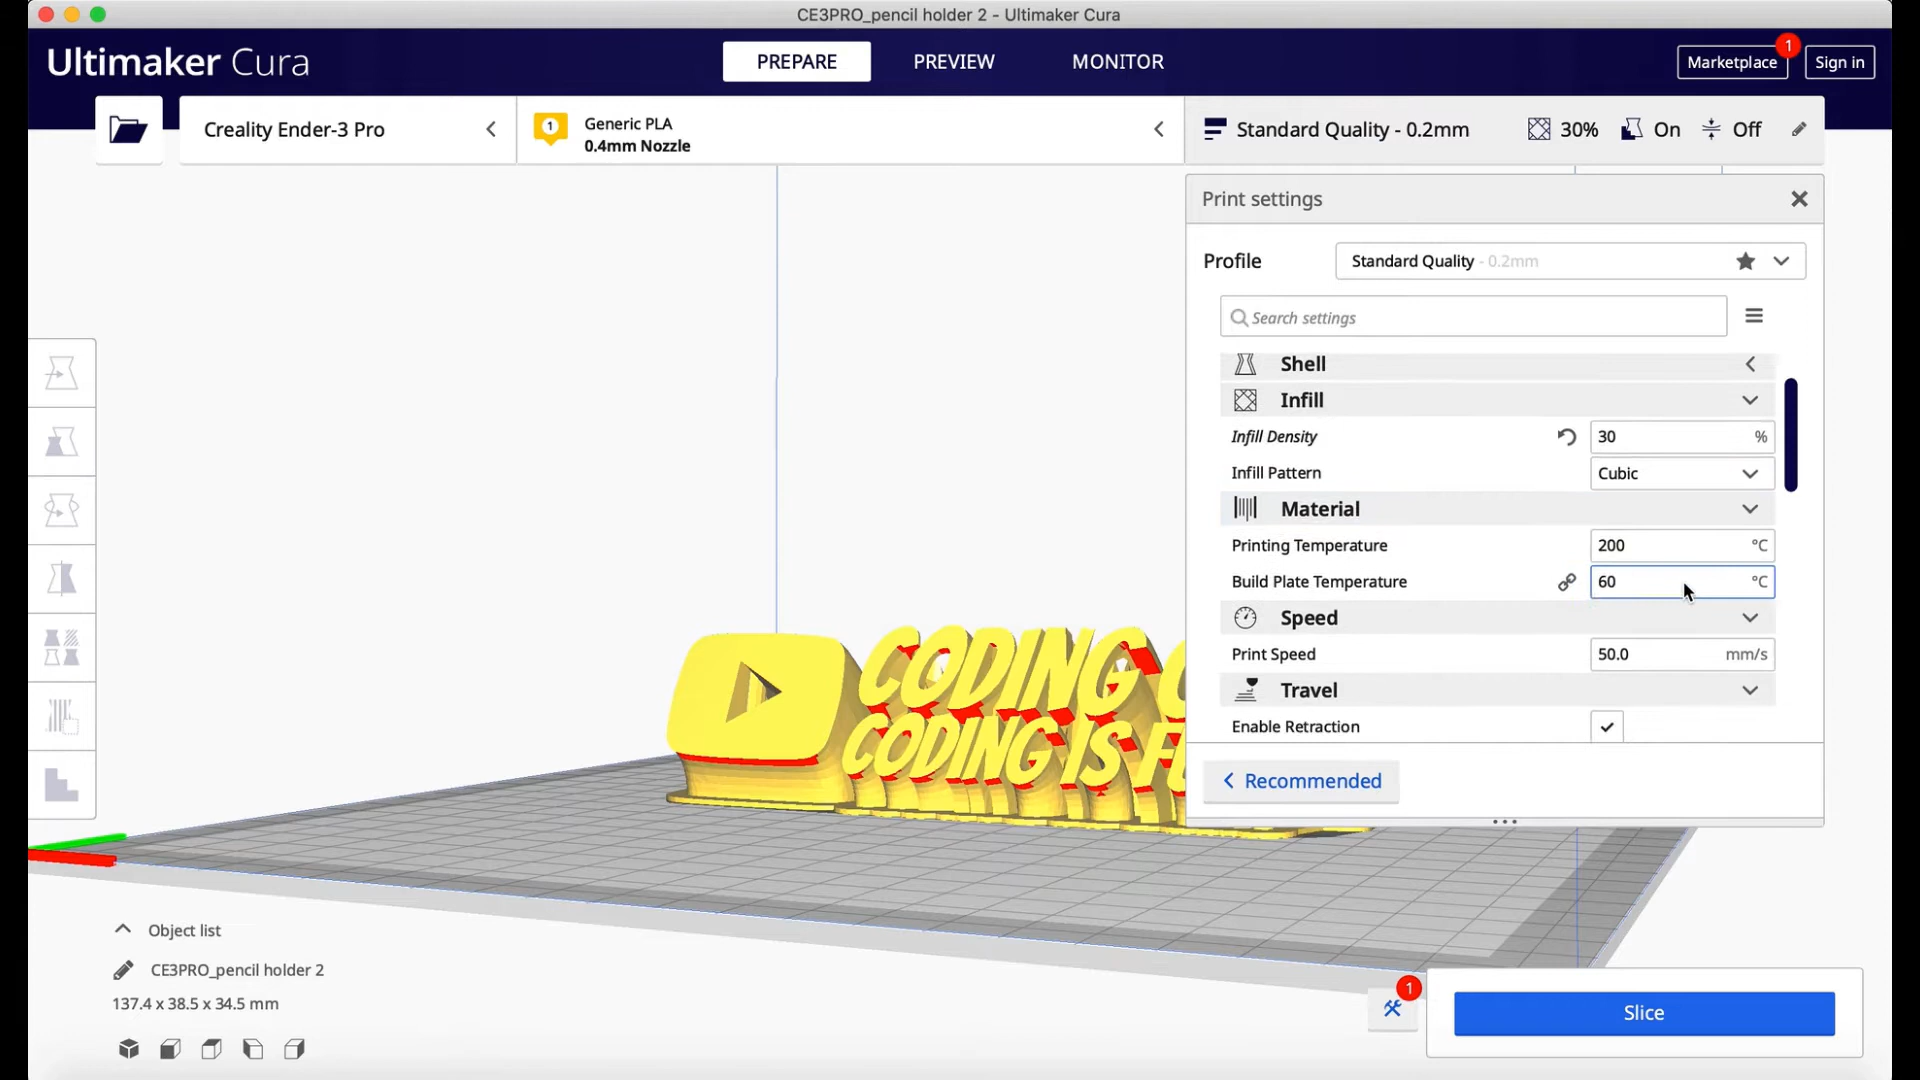 CE3PRO_pencil holder 2 - Ultimaker Cura
Ultimaker Cura
PREPARE
PREVIEW
MONITOR
Marketplace
1
Sign in
Creality Ender-3 Pro
1
Generic PLA
0.4mm Nozzle
Standard Quality - 0.2mm
30%
On
Off
Print settings
Profile
Standard Quality - 0.2mm
Search settings
Shell
Infill
Infill Density
30 %
Infill Pattern
Cubic
Material
Printing Temperature
200 °C
Build Plate Temperature
60 °C
Speed
Print Speed
50.0 mm/s
Travel
Enable Retraction
Recommended
CODING
CODING IS
Object list
CE3PRO_pencil holder 2
137.4 x 38.5 x 34.5 mm
1
Slice